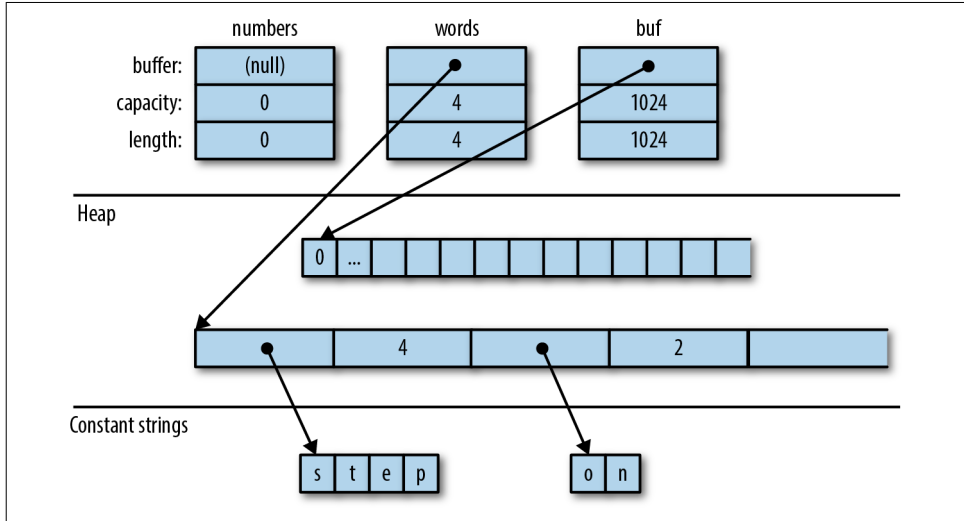 numbers words buf
buffer: (null)
capacity: 0 4 1024
length: 0 4 1024
Heap
0 ...
4 2
Constant strings
s t e p o n